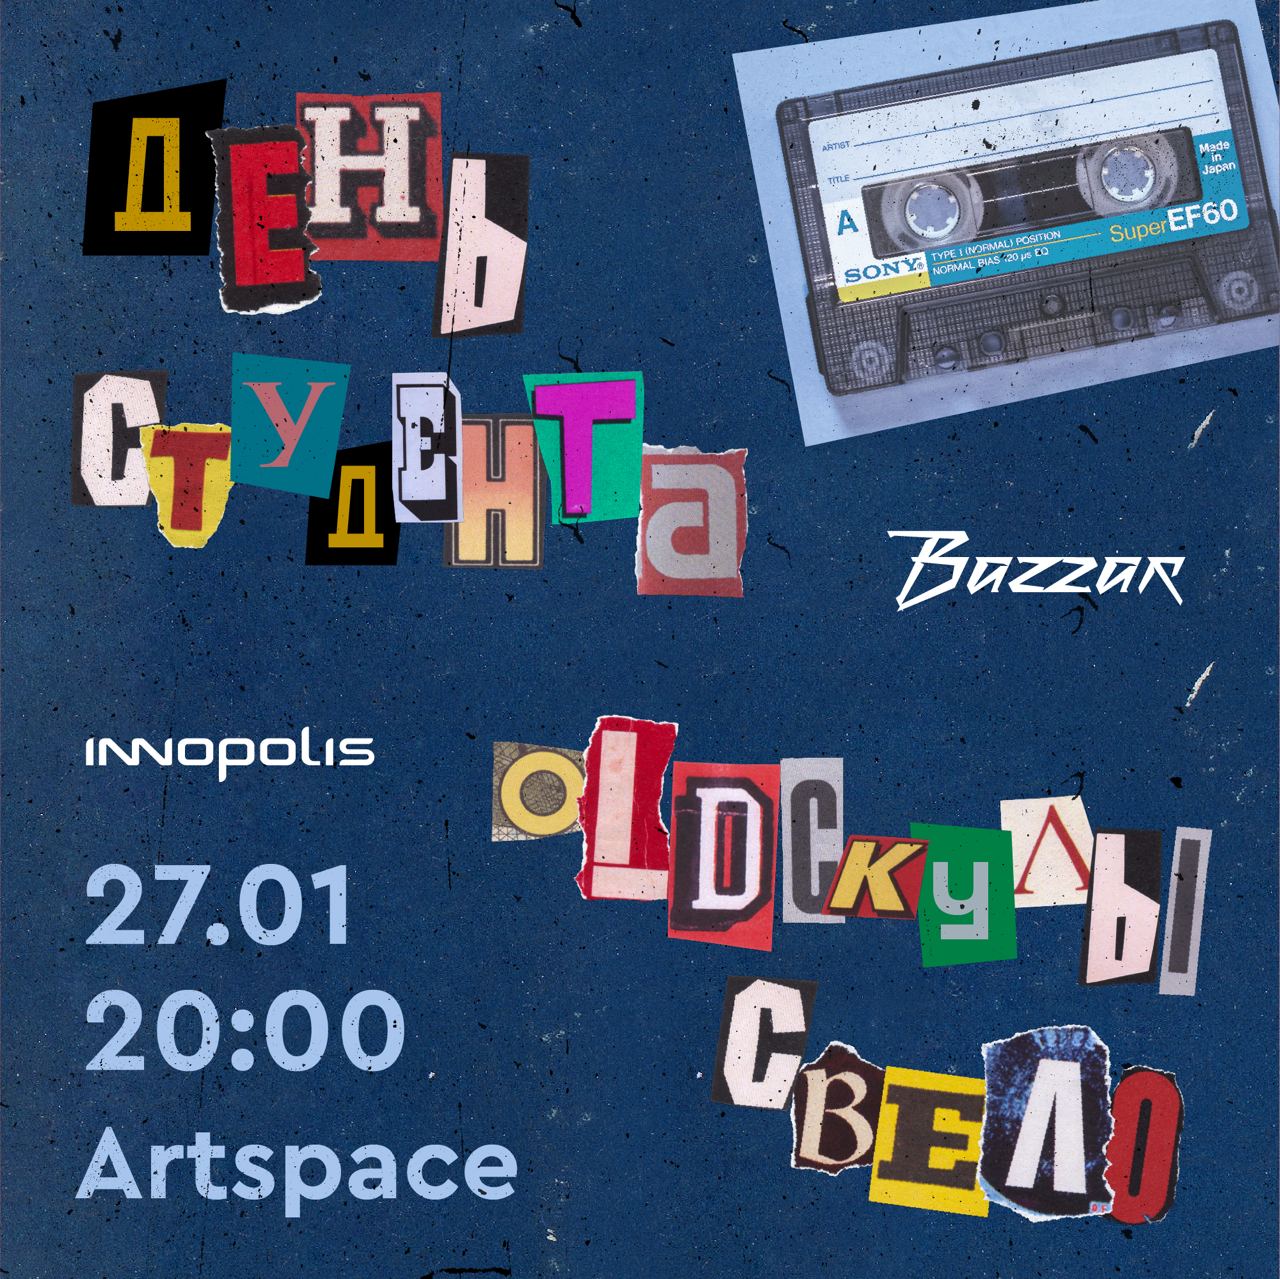 ДЕНЬ
СТУДЕНТа
ARTIST
TITLE
Made
in
Japan
A
SONY®
TYPE I (NORMAL) POSITION
NORMAL BIAS 120 µs EQ
Super EF60
Bazzar
INNOPOLIS
OLDСКУЛЫ
27.01
20:00
СВЕЛО
Artspace